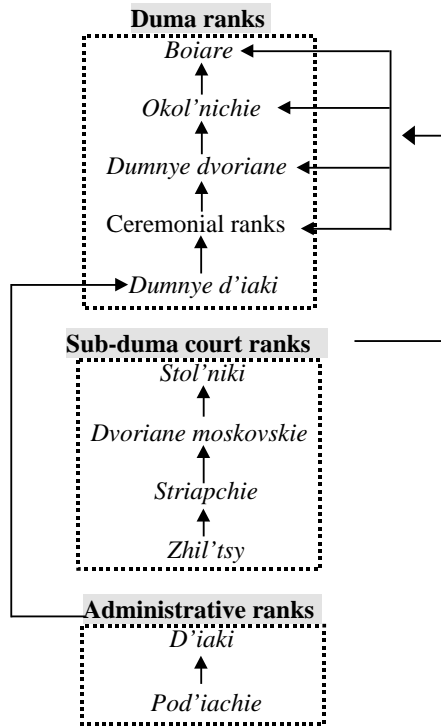 Duma ranks
Boiare
Okol'nichie
Dumnye dvoriane
Ceremonial ranks
Dumnye d'iaki
Sub-duma court ranks
Stol'niki
Dvoriane moskovskie
Striapchie
Zhil'tsy
Administrative ranks
D'iaki
Pod'iachie